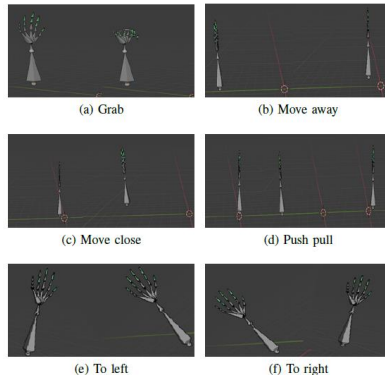 (a) Grab
(b) Move away
(c) Move close
(d) Push pull
(e) To left
(f) To right